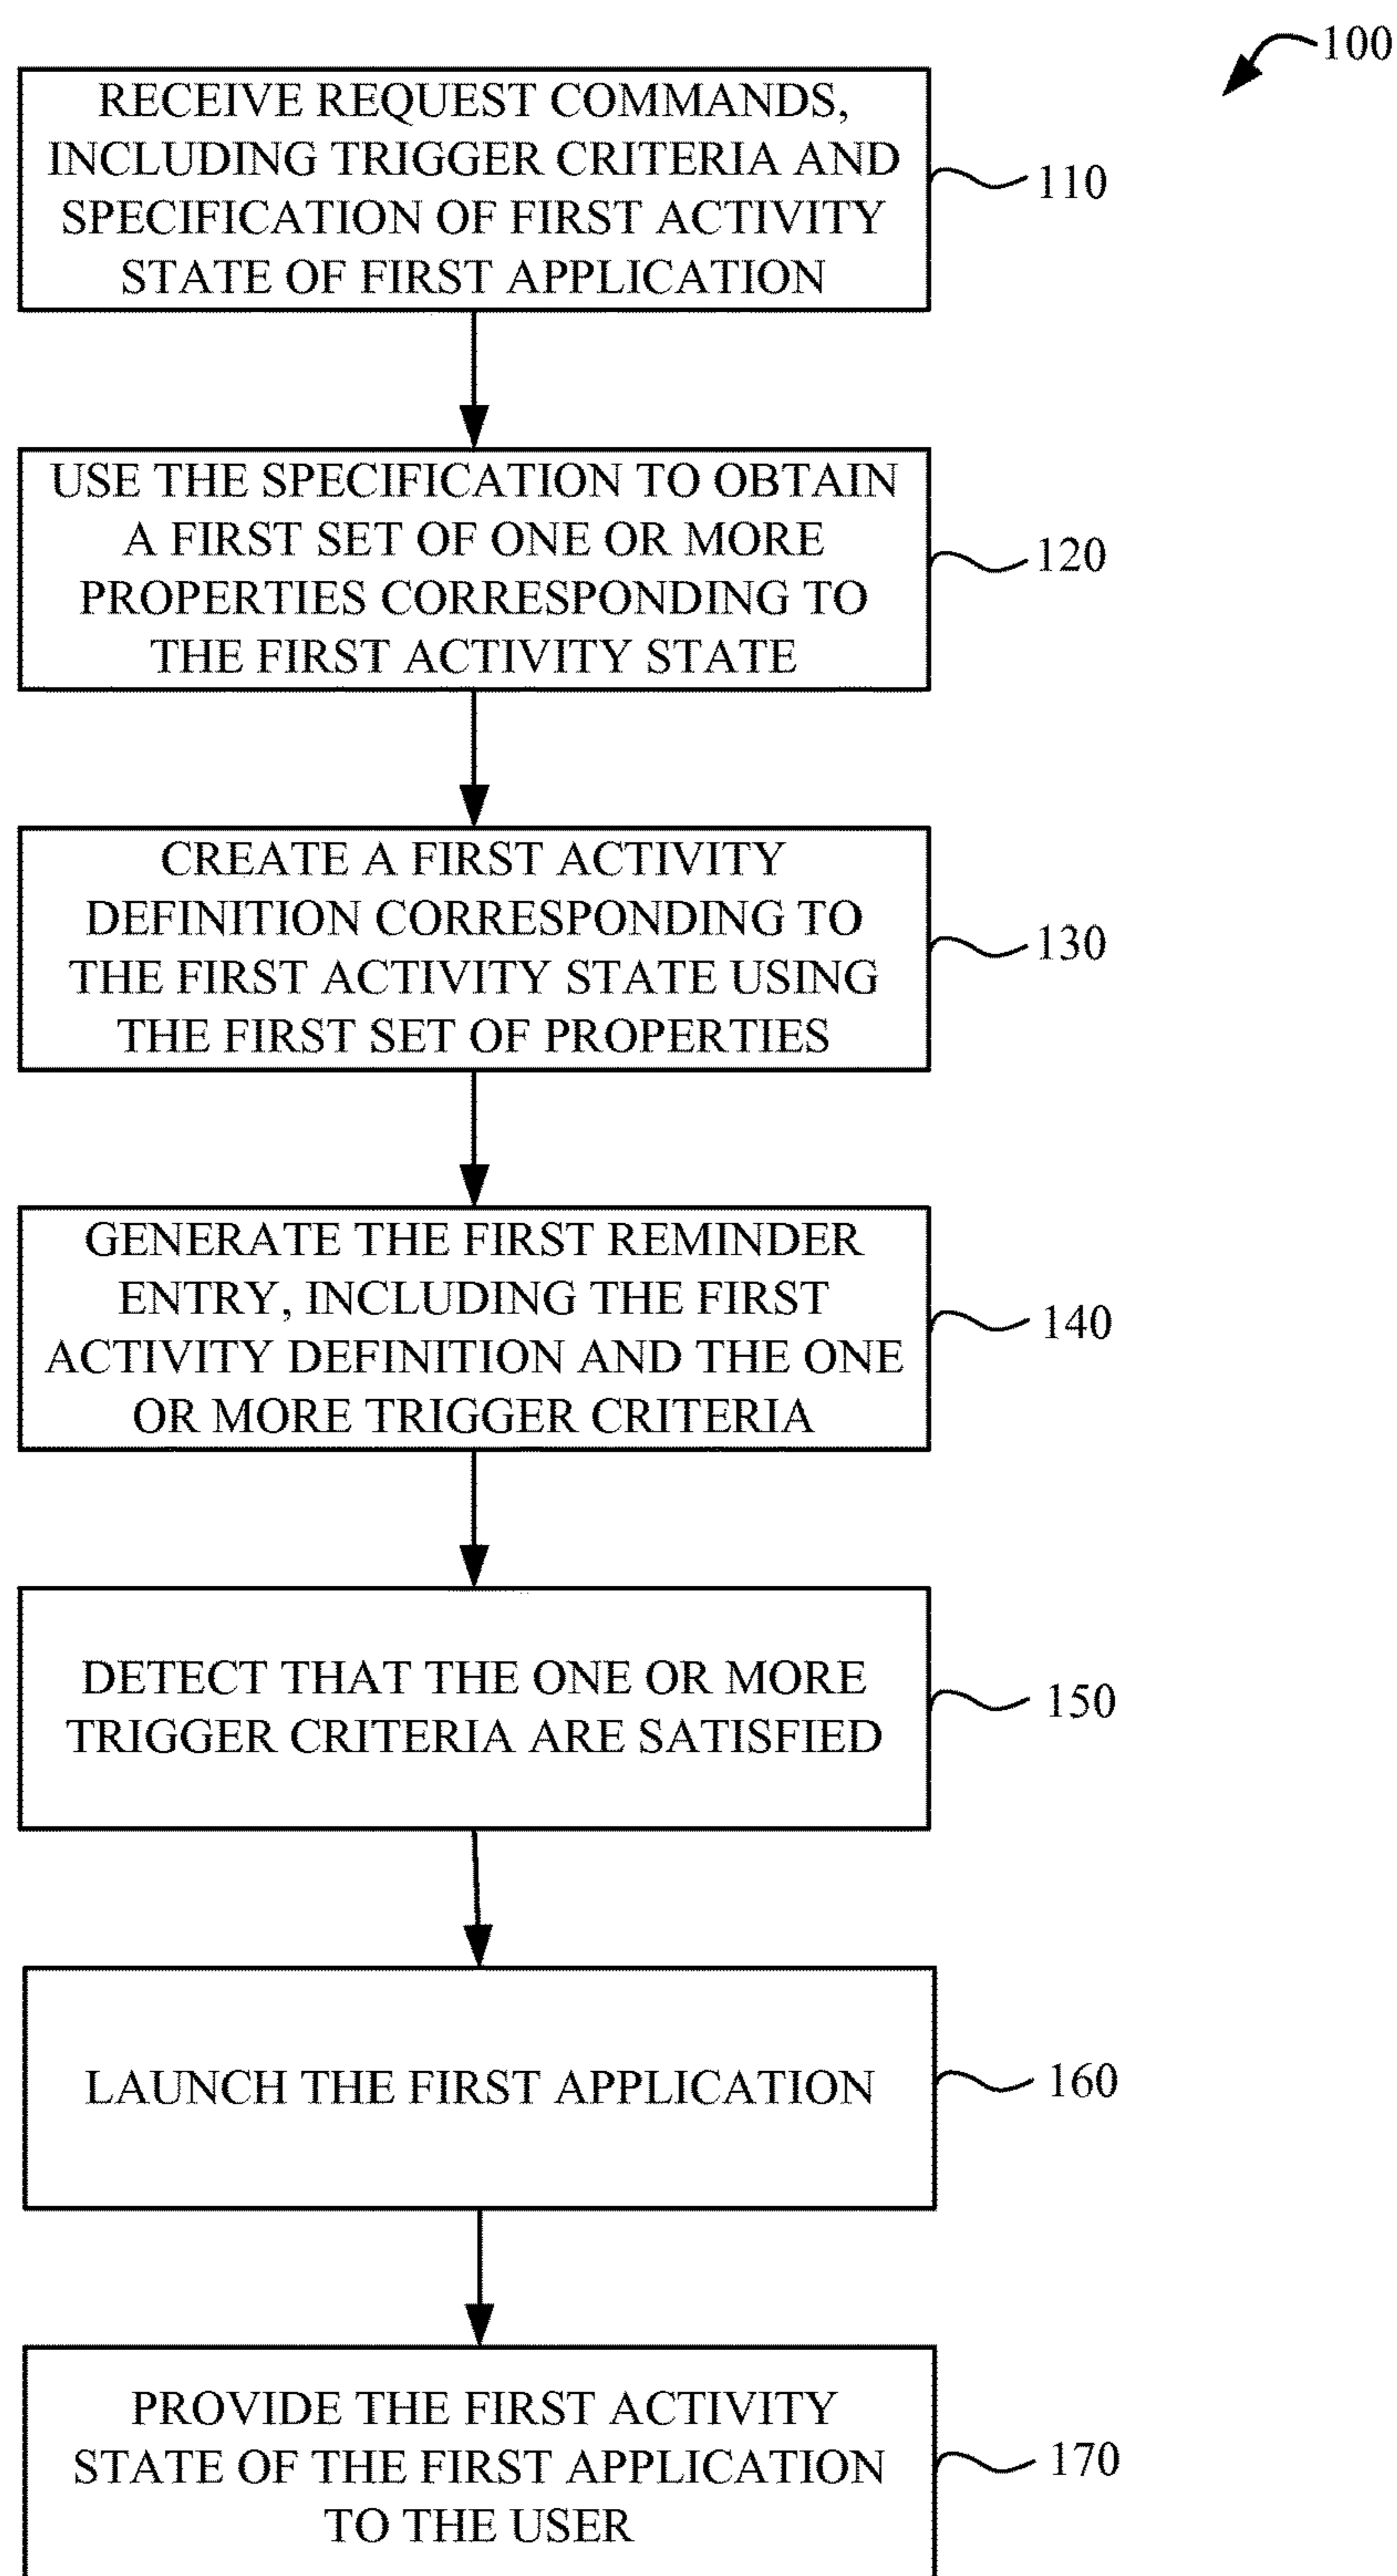 100
RECEIVE REQUEST COMMANDS,
INCLUDING TRIGGER CRITERIA AND
SPECIFICATION OF FIRST ACTIVITY
STATE OF FIRST APPLICATION
110
USE THE SPECIFICATION TO OBTAIN
A FIRST SET OF ONE OR MORE
PROPERTIES CORRESPONDING TO
THE FIRST ACTIVITY STATE
120
CREATE A FIRST ACTIVITY
DEFINITION CORRESPONDING TO
THE FIRST ACTIVITY STATE USING
THE FIRST SET OF PROPERTIES
130
GENERATE THE FIRST REMINDER
ENTRY, INCLUDING THE FIRST
ACTIVITY DEFINITION AND THE ONE
OR MORE TRIGGER CRITERIA
140
DETECT THAT THE ONE OR MORE
TRIGGER CRITERIA ARE SATISFIED
150
LAUNCH THE FIRST APPLICATION
160
PROVIDE THE FIRST ACTIVITY
STATE OF THE FIRST APPLICATION
TO THE USER
170